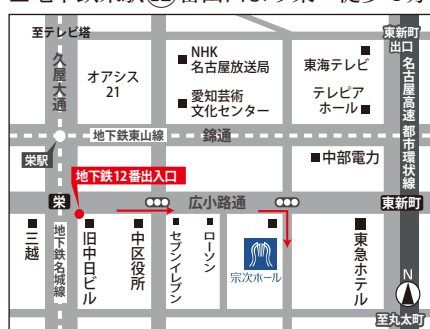 至テレビ塔
久屋大通
オアシス
21
NHK
名古屋放送局
愛知芸術
文化センター
東海テレビ
テレピア
ホール
東新町
出口
名古屋高速都市環状線
地下鉄東山線
錦通
栄駅
中部電力
地下鉄12番出入口
栄
広小路通
東新町
三越
地下鉄名城線
旧中日ビル
中区役所
セブンイレブン
ローソン
宗次ホール
東急ホテル
N
至丸太町